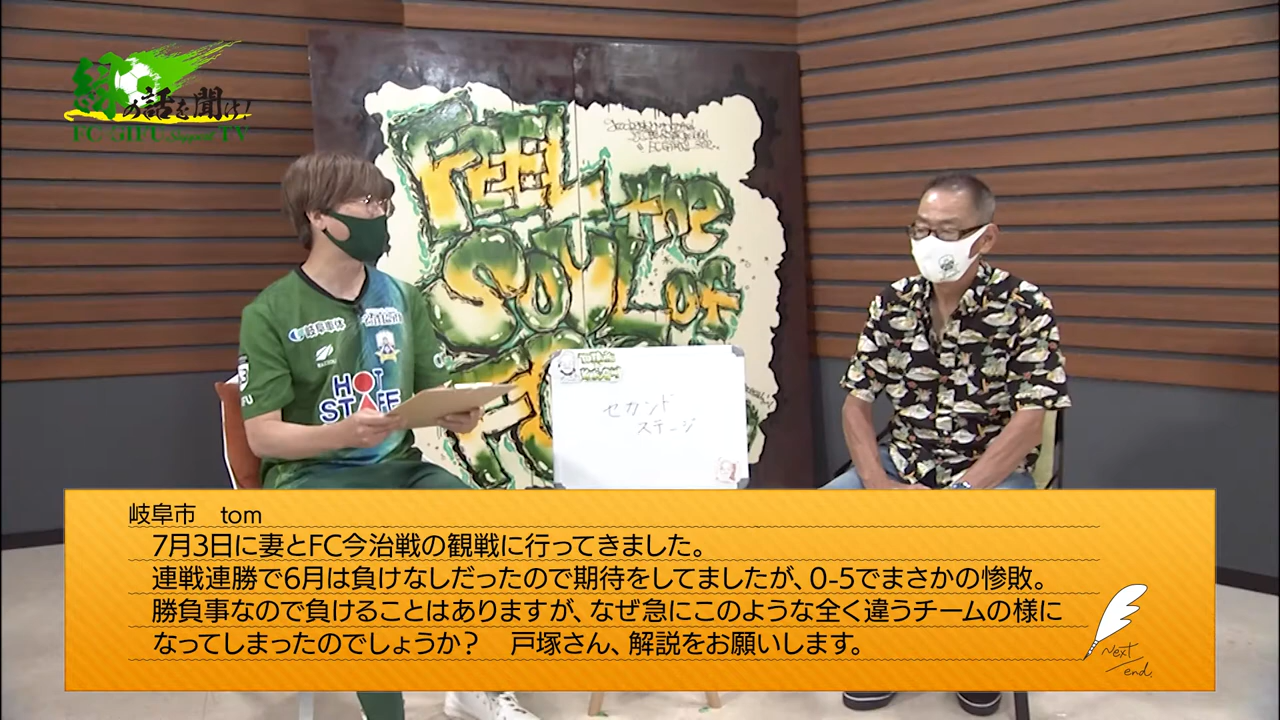 緑の話を聞け!
FC GIFU Support TV
FEEL
the
SOUL OF
岐阜車体
HOT
STAFF
セカンド
ステージ
岐阜市 tom
7月3日に妻とFC今治戦の観戦に行ってきました。
連戦連勝で6月は負けなしだったので期待をしてましたが、0-5でまさかの惨敗。
勝負事なので負けることはありますが、なぜ急にこのような全く違うチームの様に
なってしまったのでしょうか? 戸塚さん、解説をお願いします。
Next
end.